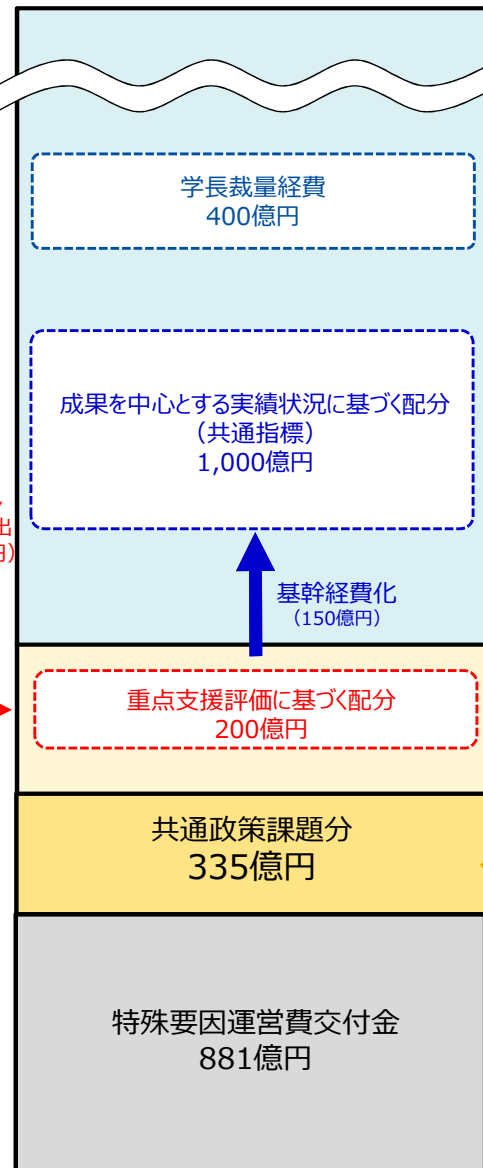 学長裁量経費
400億円
成果を中心とする実績状況に基づく配分
（共通指標）
1,000億円
出
円）
基幹経費化
（150億円）
重点支援評価に基づく配分
200億円
共通政策課題分
335億円
特殊要因運営費交付金
881億円